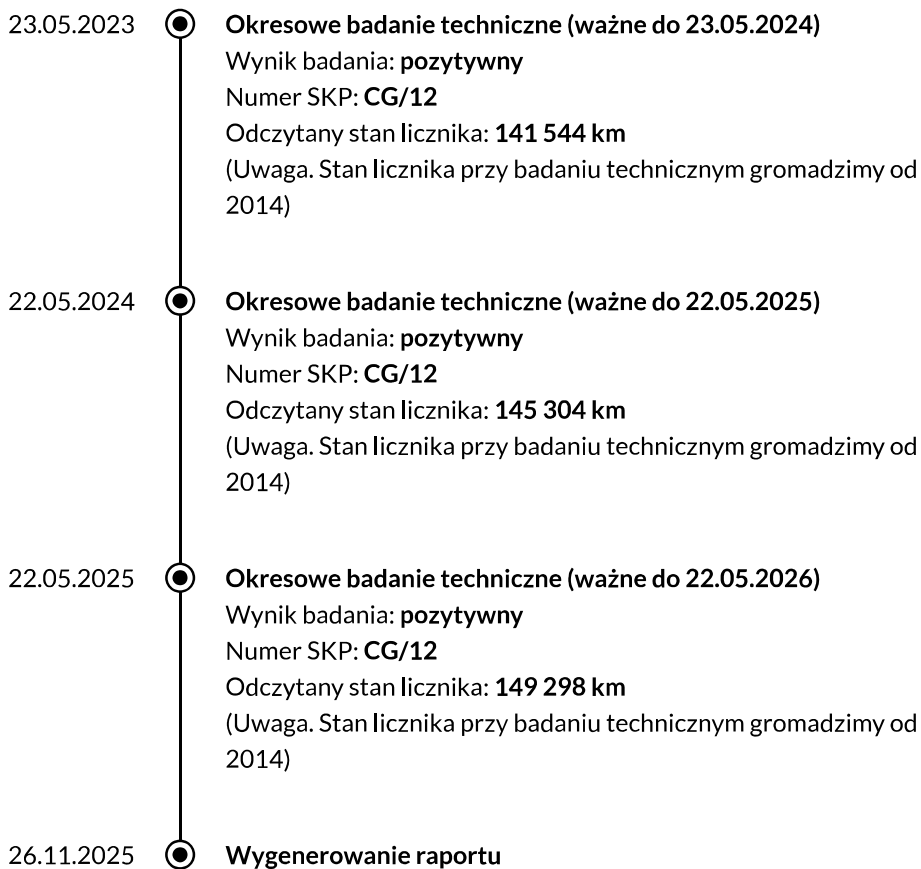 23.05.2023 Okresowe badanie techniczne (ważne do 23.05.2024)
Wynik badania: pozytywny
Numer SKP: CG/12
Odczytany stan licznika: 141 544 km
(Uwaga. Stan licznika przy badaniu technicznym gromadzimy od
2014)
22.05.2024 Okresowe badanie techniczne (ważne do 22.05.2025)
Wynik badania: pozytywny
Numer SKP: CG/12
Odczytany stan licznika: 145 304 km
(Uwaga. Stan licznika przy badaniu technicznym gromadzimy od
2014)
22.05.2025 Okresowe badanie techniczne (ważne do 22.05.2026)
Wynik badania: pozytywny
Numer SKP: CG/12
Odczytany stan licznika: 149 298 km
(Uwaga. Stan licznika przy badaniu technicznym gromadzimy od
2014)
26.11.2025 Wygenerowanie raportu